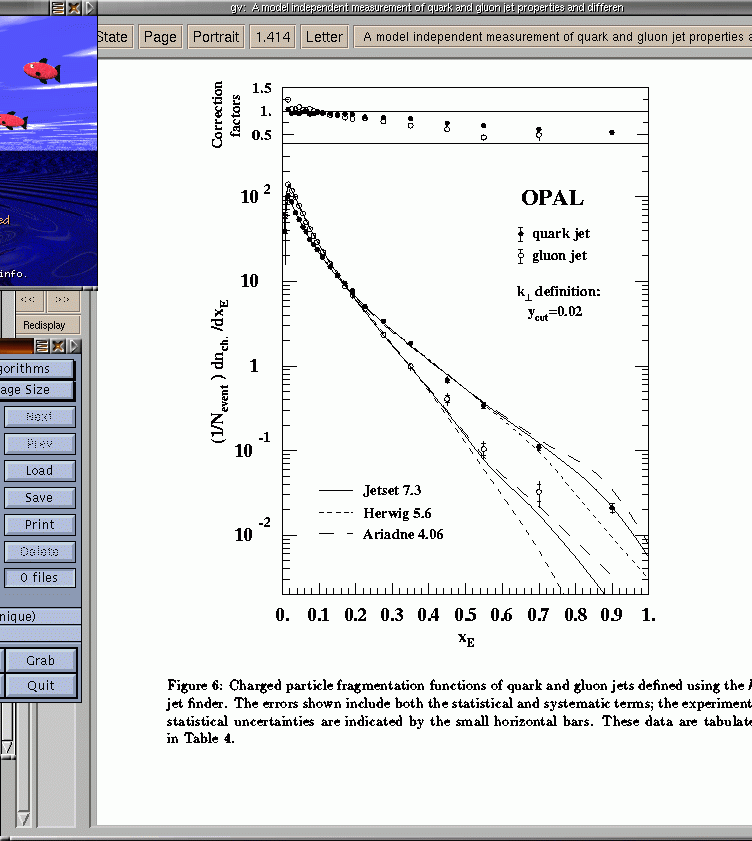 gv: A model independent measurement of quark and gluon jet properties and differen
State Page Portrait 1.414 Letter A model independent measurement of quark and gluon jet properties a
Correction
factors
1.5
1.
0.5
OPAL
quark jet
gluon jet
k⊥ definition:
y_cut=0.02
(1/N_event) dn_ch. /dx_E
10^2
10
1
10^-1
10^-2
Jetset 7.3
Herwig 5.6
Ariadne 4.06
0. 0.1 0.2 0.3 0.4 0.5 0.6 0.7 0.8 0.9 1.
x_E
Figure 6: Charged particle fragmentation functions of quark and gluon jets defined using the k
jet finder. The errors shown include both the statistical and systematic terms; the experiment
statistical uncertainties are indicated by the small horizontal bars. These data are tabulate
in Table 4.
ed
info.
<< >>
Redisplay
gorithms
age Size
Next
Prev
Load
Save
Print
Delete
0 files
nique)
Grab
Quit